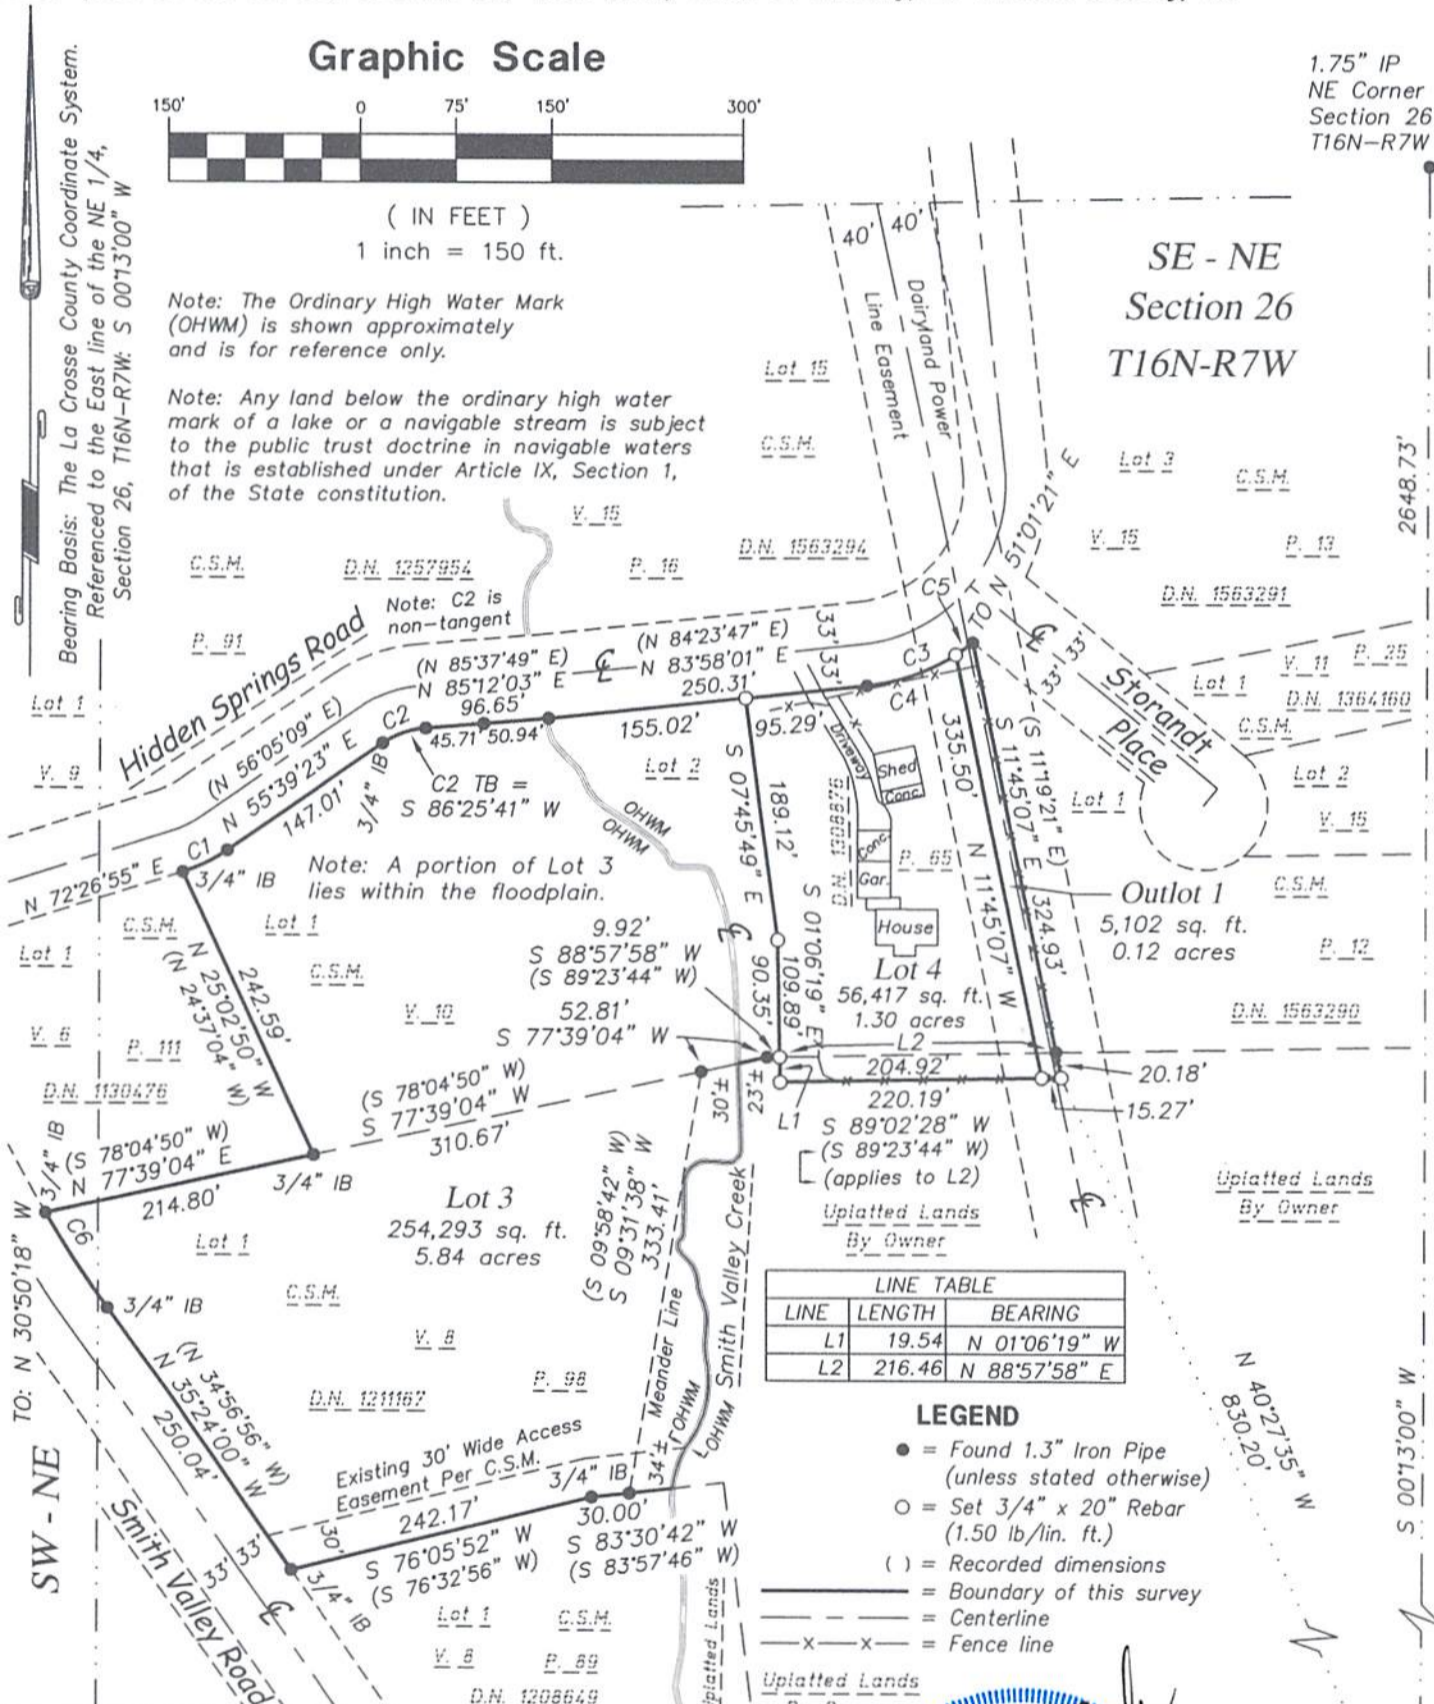 Graphic Scale
150' 0 75' 150' 300'
( IN FEET )
1 inch = 150 ft.
Bearing Basis: The La Crosse County Coordinate System.
Referenced to the East line of the NE 1/4,
Section 26, T16N-R7W: S 00°13'00" W
1.75" IP
NE Corner
Section 26
T16N-R7W
Note: The Ordinary High Water Mark
(OHWM) is shown approximately
and is for reference only.
Note: Any land below the ordinary high water
mark of a lake or a navigable stream is subject
to the public trust doctrine in navigable waters
that is established under Article IX, Section 1,
of the State constitution.
40' 40'
Line Easement
Dairyland Power
SE - NE
Section 26
T16N-R7W
Lot 15
C.S.M.
V. 15
D.N. 1563294
P. 16
Lot 3
C.S.M.
V. 15
P. 13
D.N. 1563291
2648.73'
C.S.M.
D.N. 1257954
P. 91
Lot 1
V. 9
Note: C2 is
non-tangent
Hidden Springs Road
(N 84°23'47" E)
N 83°58'01" E
250.31'
(N 85°37'49" E)
N 85°12'03" E
96.65'
45.71' 50.94'
155.02'
95.29'
33' 33'
C5
TO: N 51°01'21" E
C3
C4
33' 33'
Storandt
Place
V. 11 P. 25
Lot 1
D.N. 1364160
C.S.M.
Lot 2
V. 15
Lot 1
C.S.M.
P. 12
D.N. 1563290
(N 56°05'09" E)
N 55°39'23" E
147.01'
C2
3/4" IB
C2 TB =
S 86°25'41" W
C1
3/4" IB
N 72°26'55" E
Lot 2
OHWM
OHWM
Driveway
Shed
Conc.
Conc.
Gar.
House
D.N. 1308879
P. 65
S 07°45'49" E
189.12'
335.50'
N 11°45'07" W
(S 11°19'21" E)
S 11°45'07" E
324.93'
Outlot 1
5,102 sq. ft.
0.12 acres
Note: A portion of Lot 3
lies within the floodplain.
C.S.M.
Lot 1
Lot 1
C.S.M.
V. 10
V. 6
P. 111
D.N. 1130476
242.59'
N 25°02'50" W
(N 24°37'04" W)
9.92'
S 88°57'58" W
(S 89°23'44" W)
52.81'
S 77°39'04" W
90.35'
109.89'
S 01°06'19" E
Lot 4
56,417 sq. ft.
1.30 acres
L2
204.92'
220.19'
S 89°02'28" W
(S 89°23'44" W)
(applies to L2)
L1
20.18'
15.27'
30'±
23'±
(S 78°04'50" W)
S 77°39'04" W
310.67'
3/4" IB
(S 78°04'50" W)
N 77°39'04" E
214.80'
3/4" IB
C6
TO: N 30°50'18" W
Lot 3
254,293 sq. ft.
5.84 acres
Lot 1
C.S.M.
V. 8
P. 98
D.N. 1211167
(S 09°58'42" W)
S 09°31'38" W
333.41'
Meander Line
Smith Valley Creek
Unplatted Lands
By Owner
Unplatted Lands
By Owner
LINE TABLE
LINE LENGTH BEARING
L1 19.54 N 01°06'19" W
L2 216.46 N 88°57'58" E
3/4" IB
(N 34°56'56" W)
N 35°24'00" W
250.04'
Existing 30' Wide Access
Easement Per C.S.M.
3/4" IB
34'±
OHWM
OHWM
242.17'
30.00'
30'
S 76°05'52" W
(S 76°32'56" W)
S 83°30'42" W
(S 83°57'46" W)
3/4" IB
SW - NE
Smith Valley Road
33' 33'
Lot 1 C.S.M.
V. 8 P. 89
D.N. 1208649
N 40°27'35" W
830.20'
S 00°13'00" W
LEGEND
= Found 1.3" Iron Pipe
(unless stated otherwise)
= Set 3/4" x 20" Rebar
(1.50 lb/lin. ft.)
( ) = Recorded dimensions
= Boundary of this survey
= Centerline
—x—x— = Fence line
Unplatted Lands